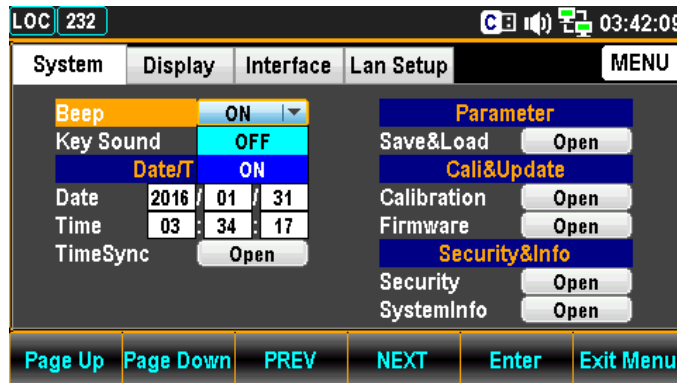 LOC 232 C 03:42:09
System Display Interface Lan Setup MENU
Beep ON Parameter
Key Sound OFF Save&Load Open
Date/T ON Cali&Update
Date 2016 / 01 / 31 Calibration Open
Time 03 : 34 : 17 Firmware Open
TimeSync Open Security&Info
Security Open
SystemInfo Open
Page Up Page Down PREV NEXT Enter Exit Menu